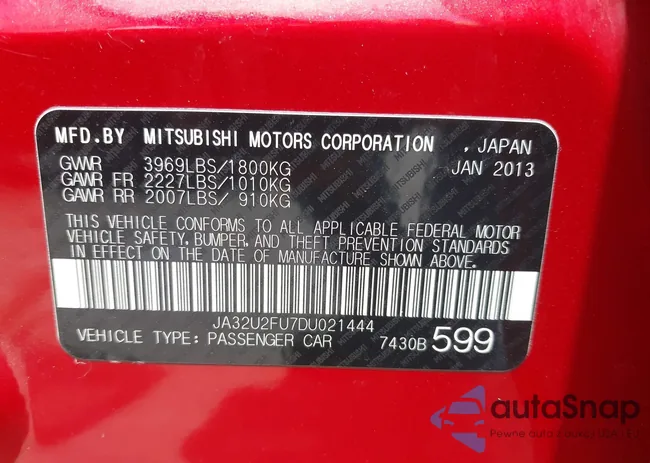 MFD.BY MITSUBISHI MOTORS CORPORATION , JAPAN
GVWR 3969LBS/1800KG JAN 2013
GAWR FR 2227LBS/1010KG
GAWR RR 2007LBS/ 910KG
THIS VEHICLE CONFORMS TO ALL APPLICABLE FEDERAL MOTOR
VEHICLE SAFETY, BUMPER, AND THEFT PREVENTION STANDARDS
IN EFFECT ON THE DATE OF MANUFACTURE SHOWN ABOVE.
JA32U2FU7DU021444
VEHICLE TYPE: PASSENGER CAR 7430B 599
autaSnap